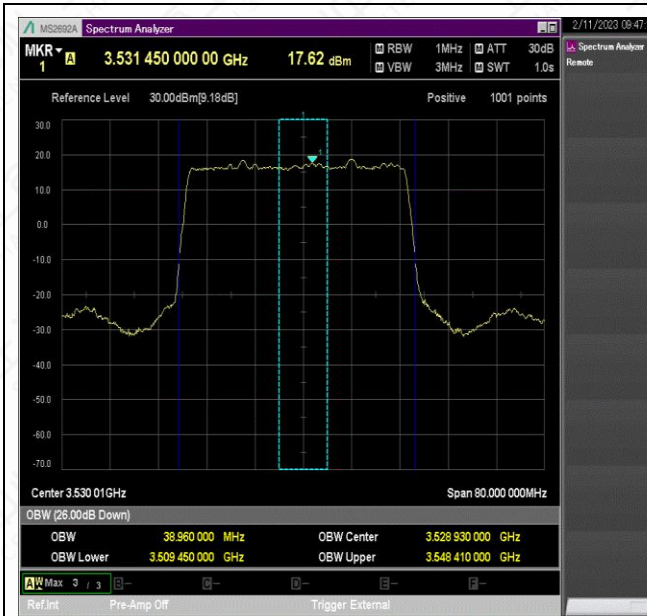 MS2692A Spectrum Analyzer
2/11/2023 09:47:
MKR 1 A 3.531 450 000 00 GHz 17.62 dBm
M RBW 1MHz M ATT 30dB
M VBW 3MHz M SWT 1.0s
Spectrum Analyzer
Remote
Reference Level 30.00dBm[9.18dB] Positive 1001 points
1
30.0
20.0
1
10.0
0.0
-10.0
-20.0
-30.0
-40.0
-50.0
-60.0
-70.0
Center 3.530 01GHz Span 80.000 000MHz
OBW (26.00dB Down)
OBW 38.960 000 MHz OBW Center 3.528 930 000 GHz
OBW Lower 3.509 450 000 GHz OBW Upper 3.548 410 000 GHz
A W Max 3 / 3 B- C- D- E- F-
Ref.Int Pre-Amp Off Trigger External